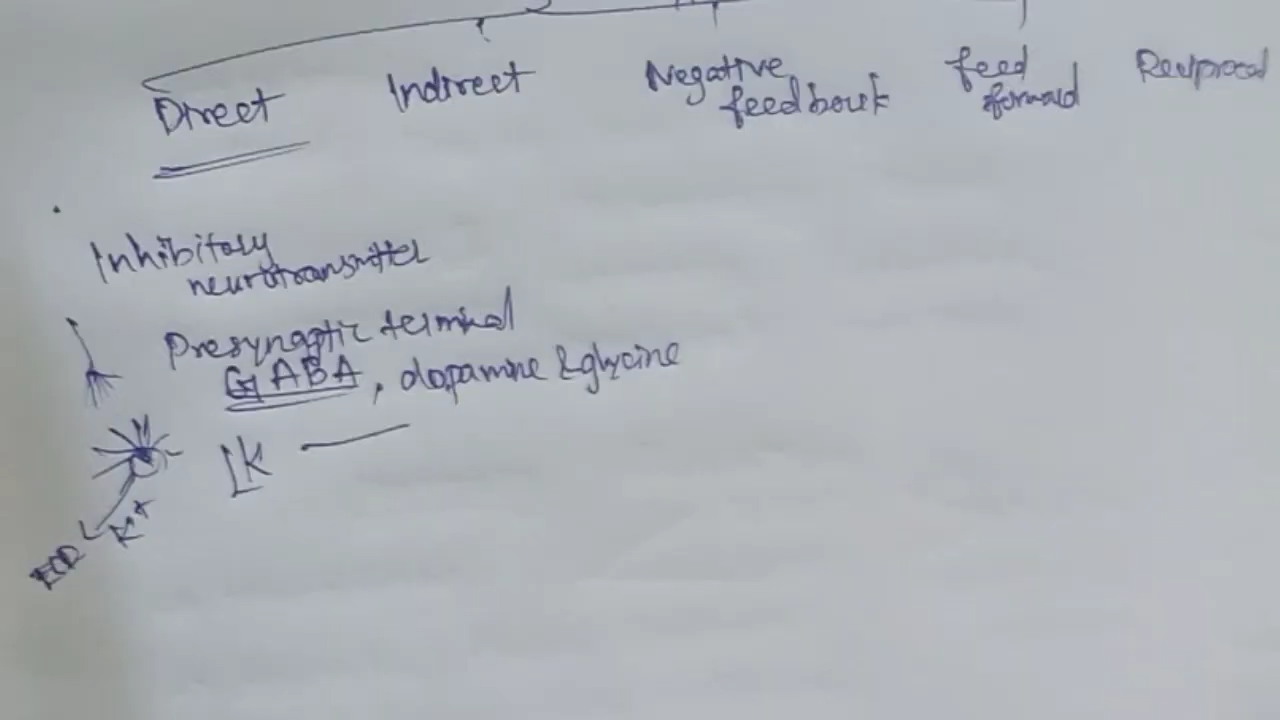 Direct
Indirect
Negative
feedback
feed
forward
Reciprocal
Inhibitory
neurotransmitter
Presynaptic terminal
GABA, dopamine & glycine
K+